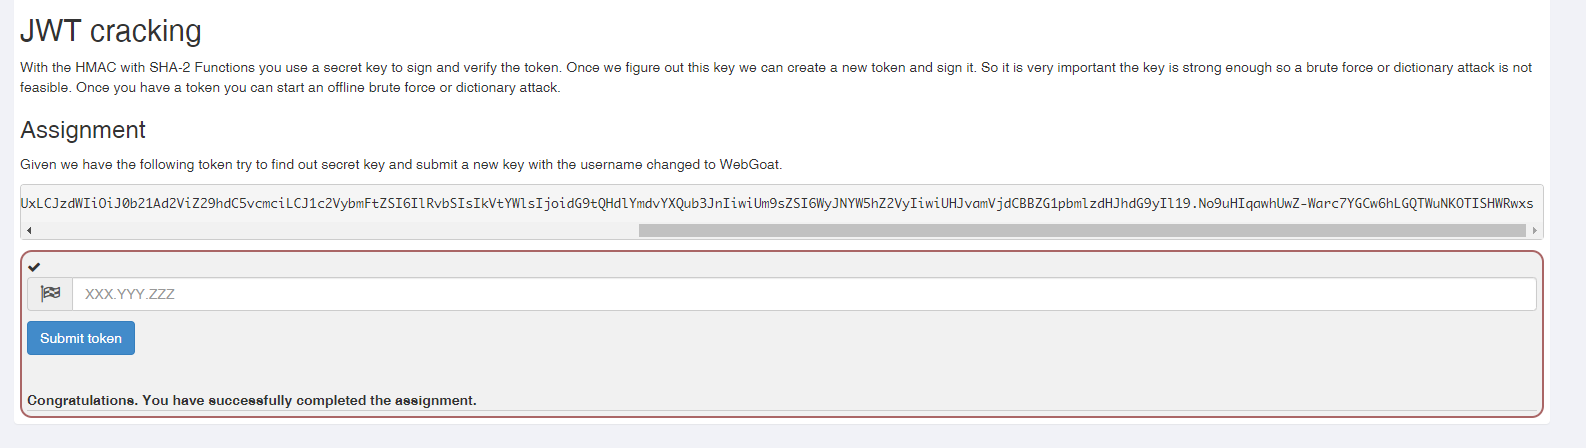 JWT cracking
With the HMAC with SHA-2 Functions you use a secret key to sign and verify the token. Once we figure out this key we can create a new token and sign it. So it is very important the key is strong enough so a brute force or dictionary attack is not
feasible. Once you have a token you can start an offline brute force or dictionary attack.
Assignment
Given we have the following token try to find out secret key and submit a new key with the username changed to WebGoat.
UxLCJzdWIiOiJ0b21Ad2ViZ29hdC5vcmciLCJ1c2VybmFtZSI6IlRvbSIsIkVtYWlsIjoidG9tQHdlYmdvYXQub3JnIiwiUm9sZSI6WyJNYW5hZ2VyIiwiUHJvamVjdCBBZG1pbmlzdHJhdG9yIl19.No9uHIqawhUwZ-Warc7YGCw6hLGQTWuNKOTISHWRwxs
XXX.YYY.ZZZ
Submit token
Congratulations. You have successfully completed the assignment.